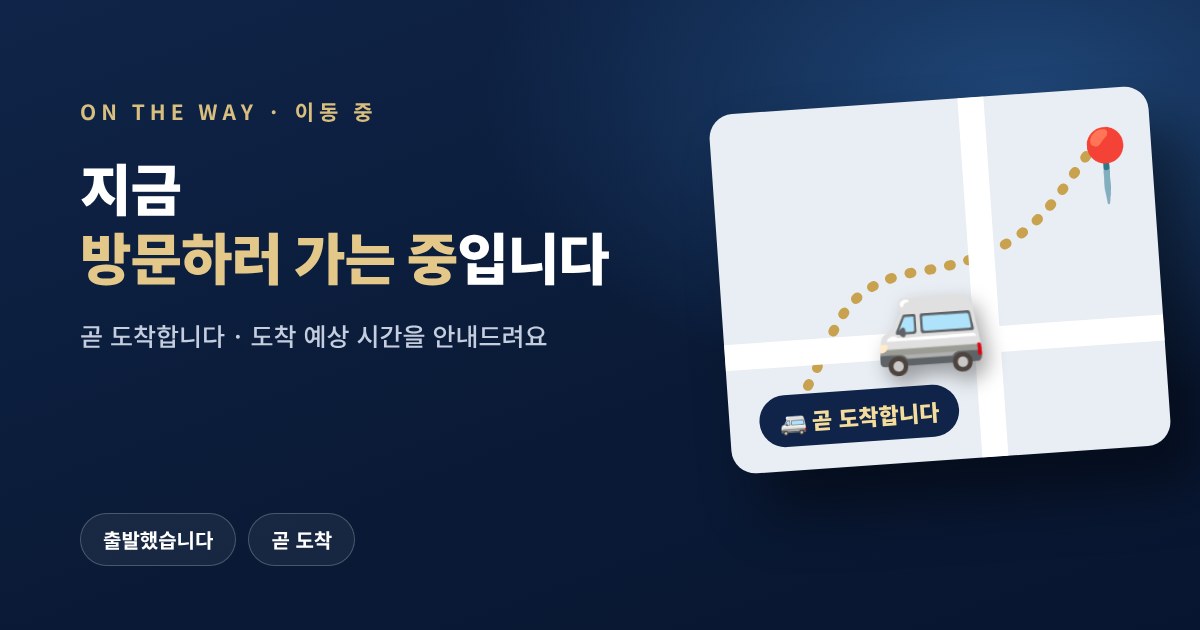 ON THE WAY · 이동 중
지금
방문하러 가는 중입니다
곧 도착합니다 · 도착 예상 시간을 안내드려요
곧 도착합니다
출발했습니다
곧 도착